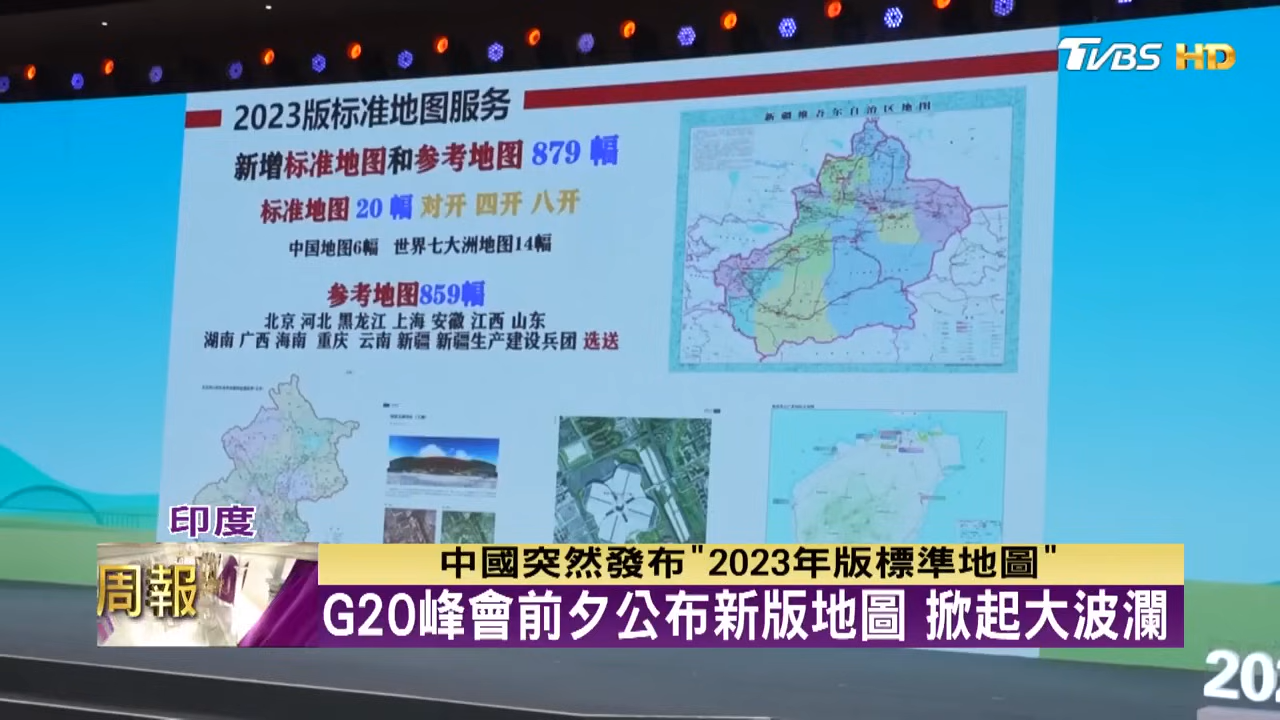 TVBS HD
2023版标准地图服务
新增标准地图和参考地图 879 幅
标准地图 20 幅 对开 四开 八开
中国地图6幅 世界七大洲地图14幅
参考地图859幅
北京 河北 黑龙江 上海 安徽 江西 山东
湖南 广西 海南 重庆 云南 新疆 新疆生产建设兵团 选送
新疆维吾尔自治区地图
印度
周報
中國突然發布"2023年版標準地圖"
G20峰會前夕公布新版地圖 掀起大波瀾
202